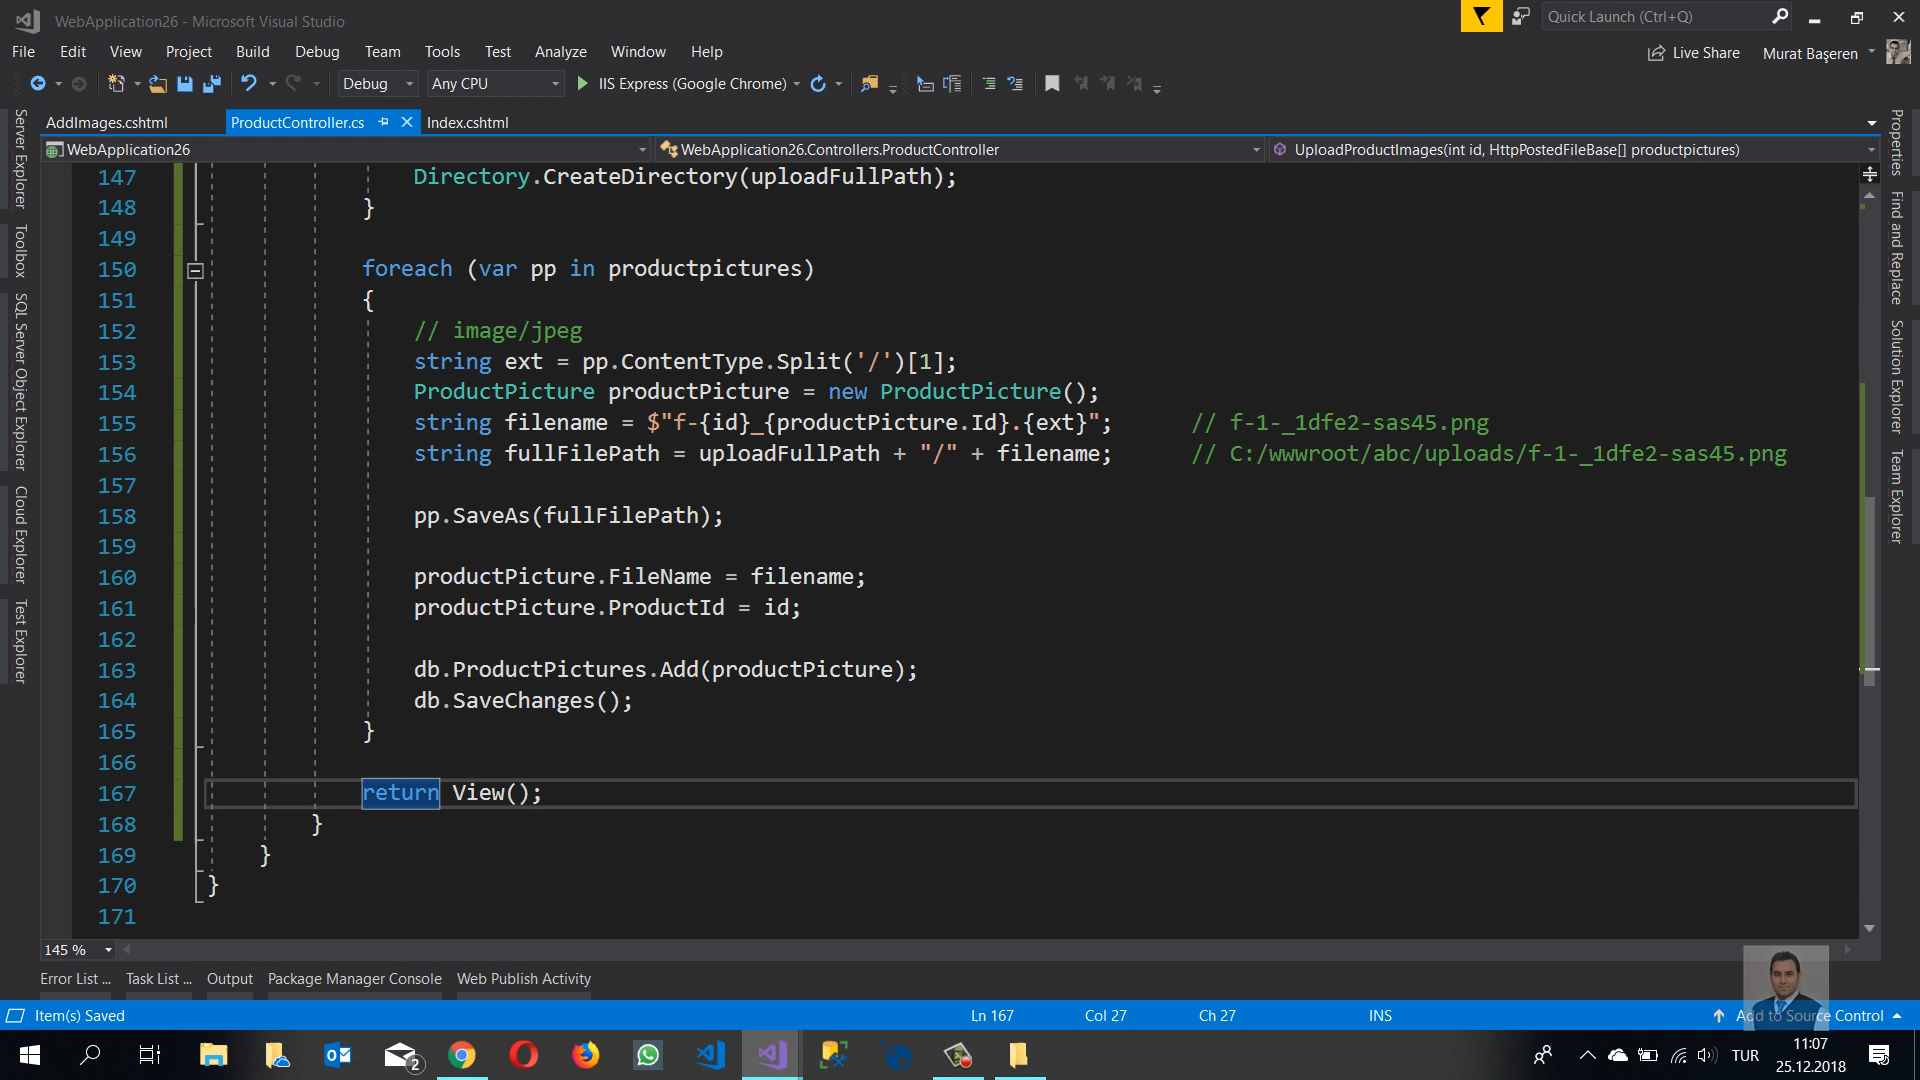 WebApplication26 - Microsoft Visual Studio
Quick Launch (Ctrl+Q)
File Edit View Project Build Debug Team Tools Test Analyze Window Help
Live Share Murat Başeren
Debug Any CPU IIS Express (Google Chrome)
AddImages.cshtml ProductController.cs Index.cshtml
WebApplication26 WebApplication26.Controllers.ProductController UploadProductImages(int id, HttpPostedFileBase[] productpictures)
Server Explorer
Toolbox
SQL Server Object Explorer
Cloud Explorer
Test Explorer
147 Directory.CreateDirectory(uploadFullPath);
148 }
149
150 foreach (var pp in productpictures)
151 {
152 // image/jpeg
153 string ext = pp.ContentType.Split('/')[1];
154 ProductPicture productPicture = new ProductPicture();
155 string filename = $"f-{id}_{productPicture.Id}.{ext}"; // f-1-_1dfe2-sas45.png
156 string fullFilePath = uploadFullPath + "/" + filename; // C:/wwwroot/abc/uploads/f-1-_1dfe2-sas45.png
157
158 pp.SaveAs(fullFilePath);
159
160 productPicture.FileName = filename;
161 productPicture.ProductId = id;
162
163 db.ProductPictures.Add(productPicture);
164 db.SaveChanges();
165 }
166
167 return View();
168 }
169 }
170 }
171
Properties
Find and Replace
Solution Explorer
Team Explorer
145 %
Error List ... Task List ... Output Package Manager Console Web Publish Activity
Item(s) Saved Ln 167 Col 27 Ch 27 INS Add to Source Control
2
TUR
11:07
25.12.2018